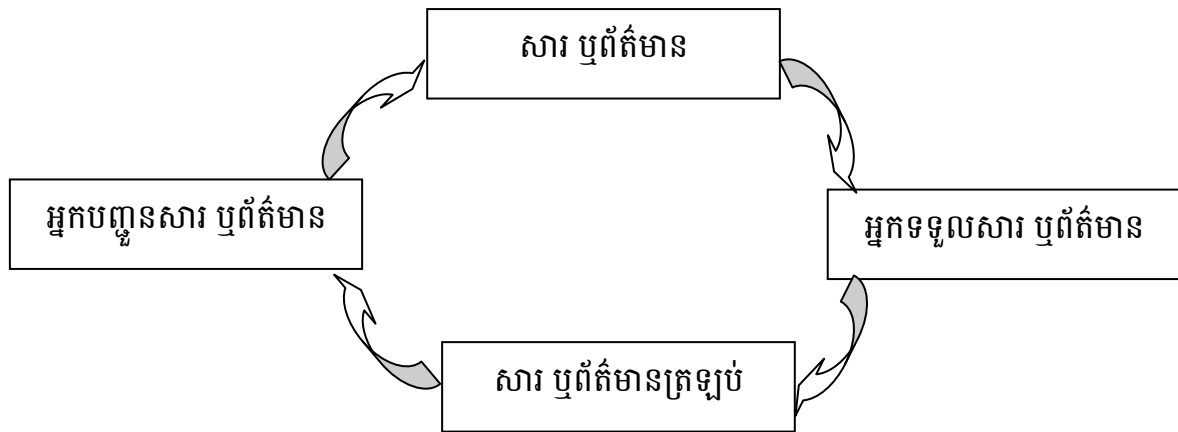 សារ ឬព័ត៌មាន
អ្នកបញ្ជូនសារ ឬព័ត៌មាន
អ្នកទទួលសារ ឬព័ត៌មាន
សារ ឬព័ត៌មានត្រឡប់